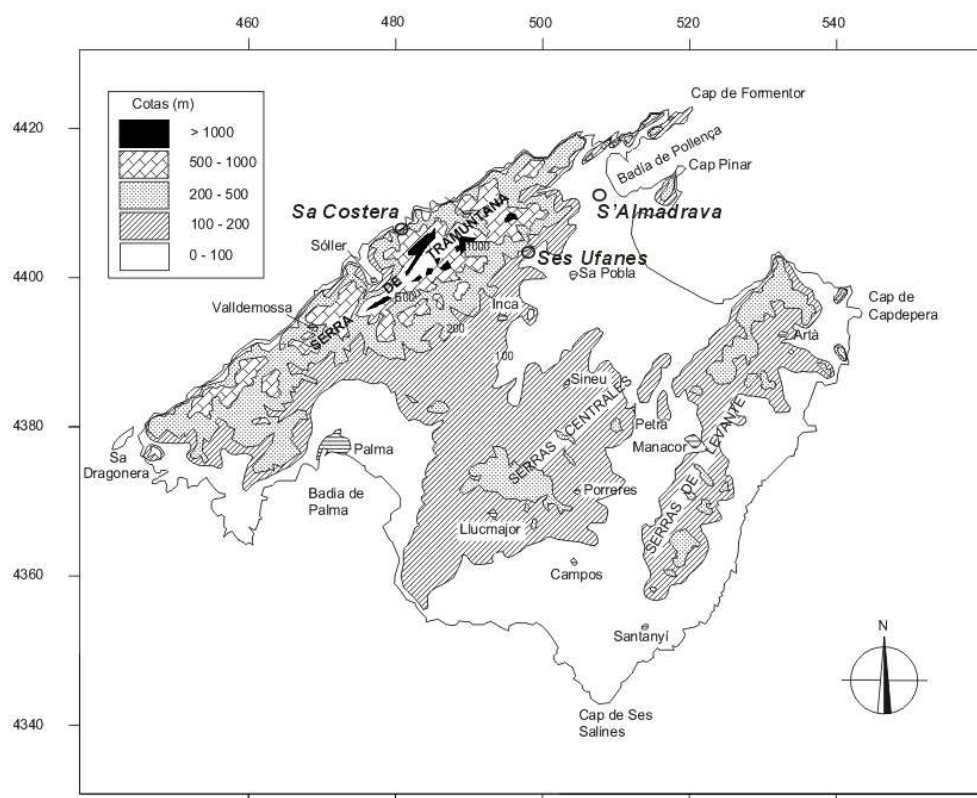 460 480 500 520 540
4420
4400
4380
4360
4340
Cotas (m)
> 1000
500 - 1000
200 - 500
100 - 200
0 - 100
Cap de Formentor
Badia de Pollença
Cap Pinar
Sa Costera
S'Almadrava
Sóller
SERRA DE TRAMUNTANA
1000
Ses Ufanes
Sa Pobla
500
Valldemossa
Inca
200
100
Cap de
Capdepera
Artà
Sineu
SERRAS CENTRALES
Petra
Manacor
SERRAS DE LEVANTE
Sa
Dragonera
Palma
Badia de
Palma
Porreres
Llucmajor
Campos
Santanyí
Cap de Ses
Salines
N